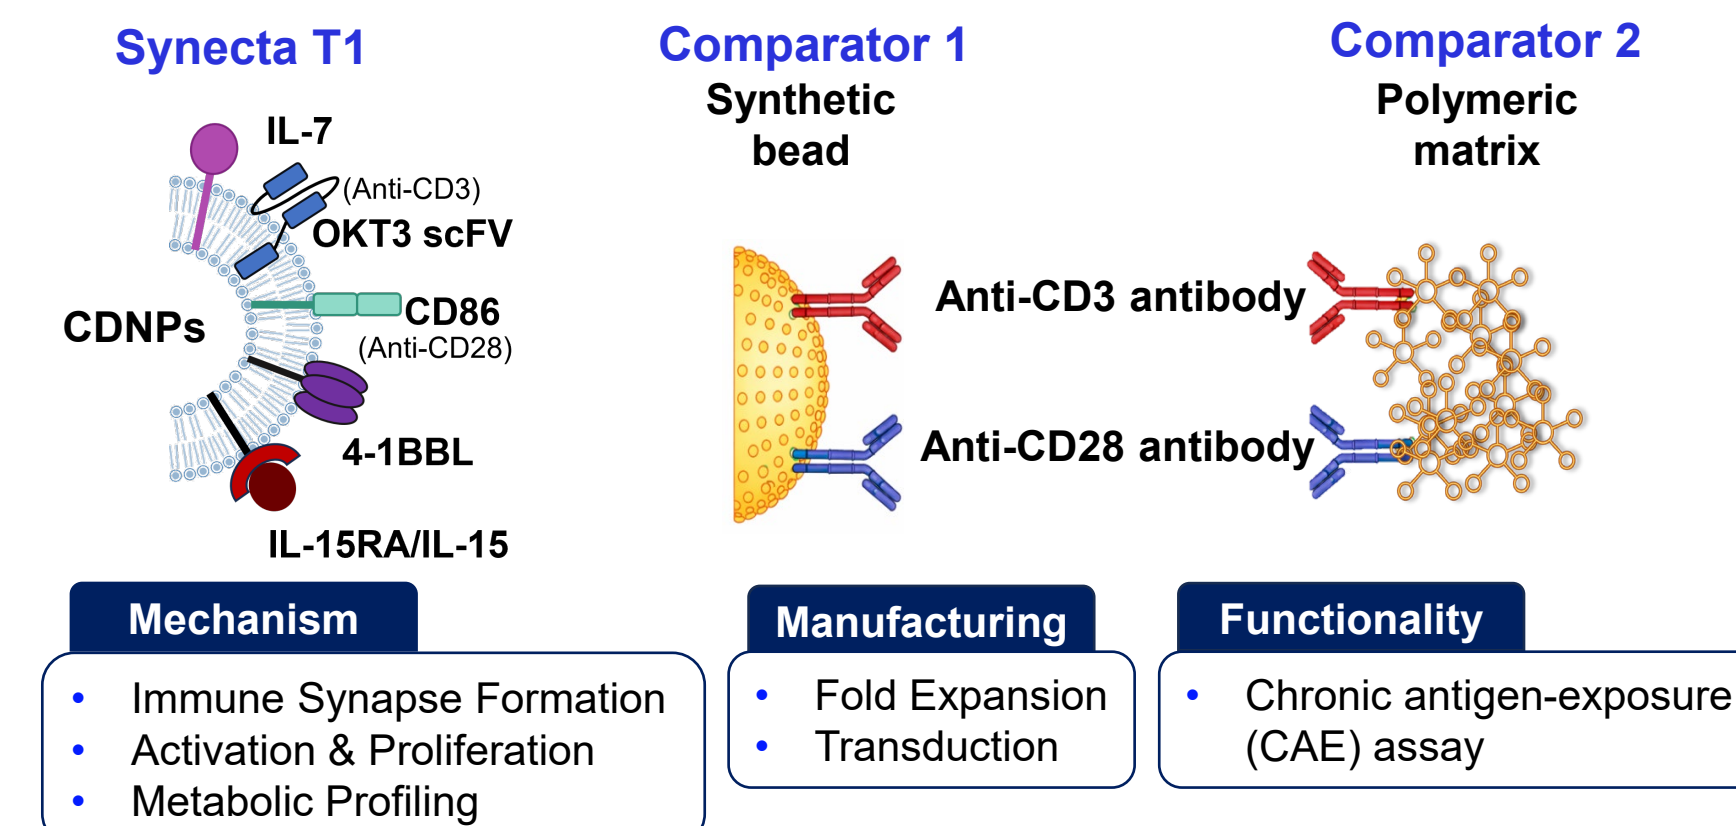 Synecta T1
IL-7
(Anti-CD3)
OKT3 scFV
CDNPs
CD86
(Anti-CD28)
4-1BBL
IL-15RA/IL-15
Comparator 1
Synthetic
bead
Comparator 2
Polymeric
matrix
Anti-CD3 antibody
Anti-CD28 antibody
Mechanism
• Immune Synapse Formation
• Activation & Proliferation
• Metabolic Profiling
Manufacturing
• Fold Expansion
• Transduction
Functionality
• Chronic antigen-exposure
(CAE) assay